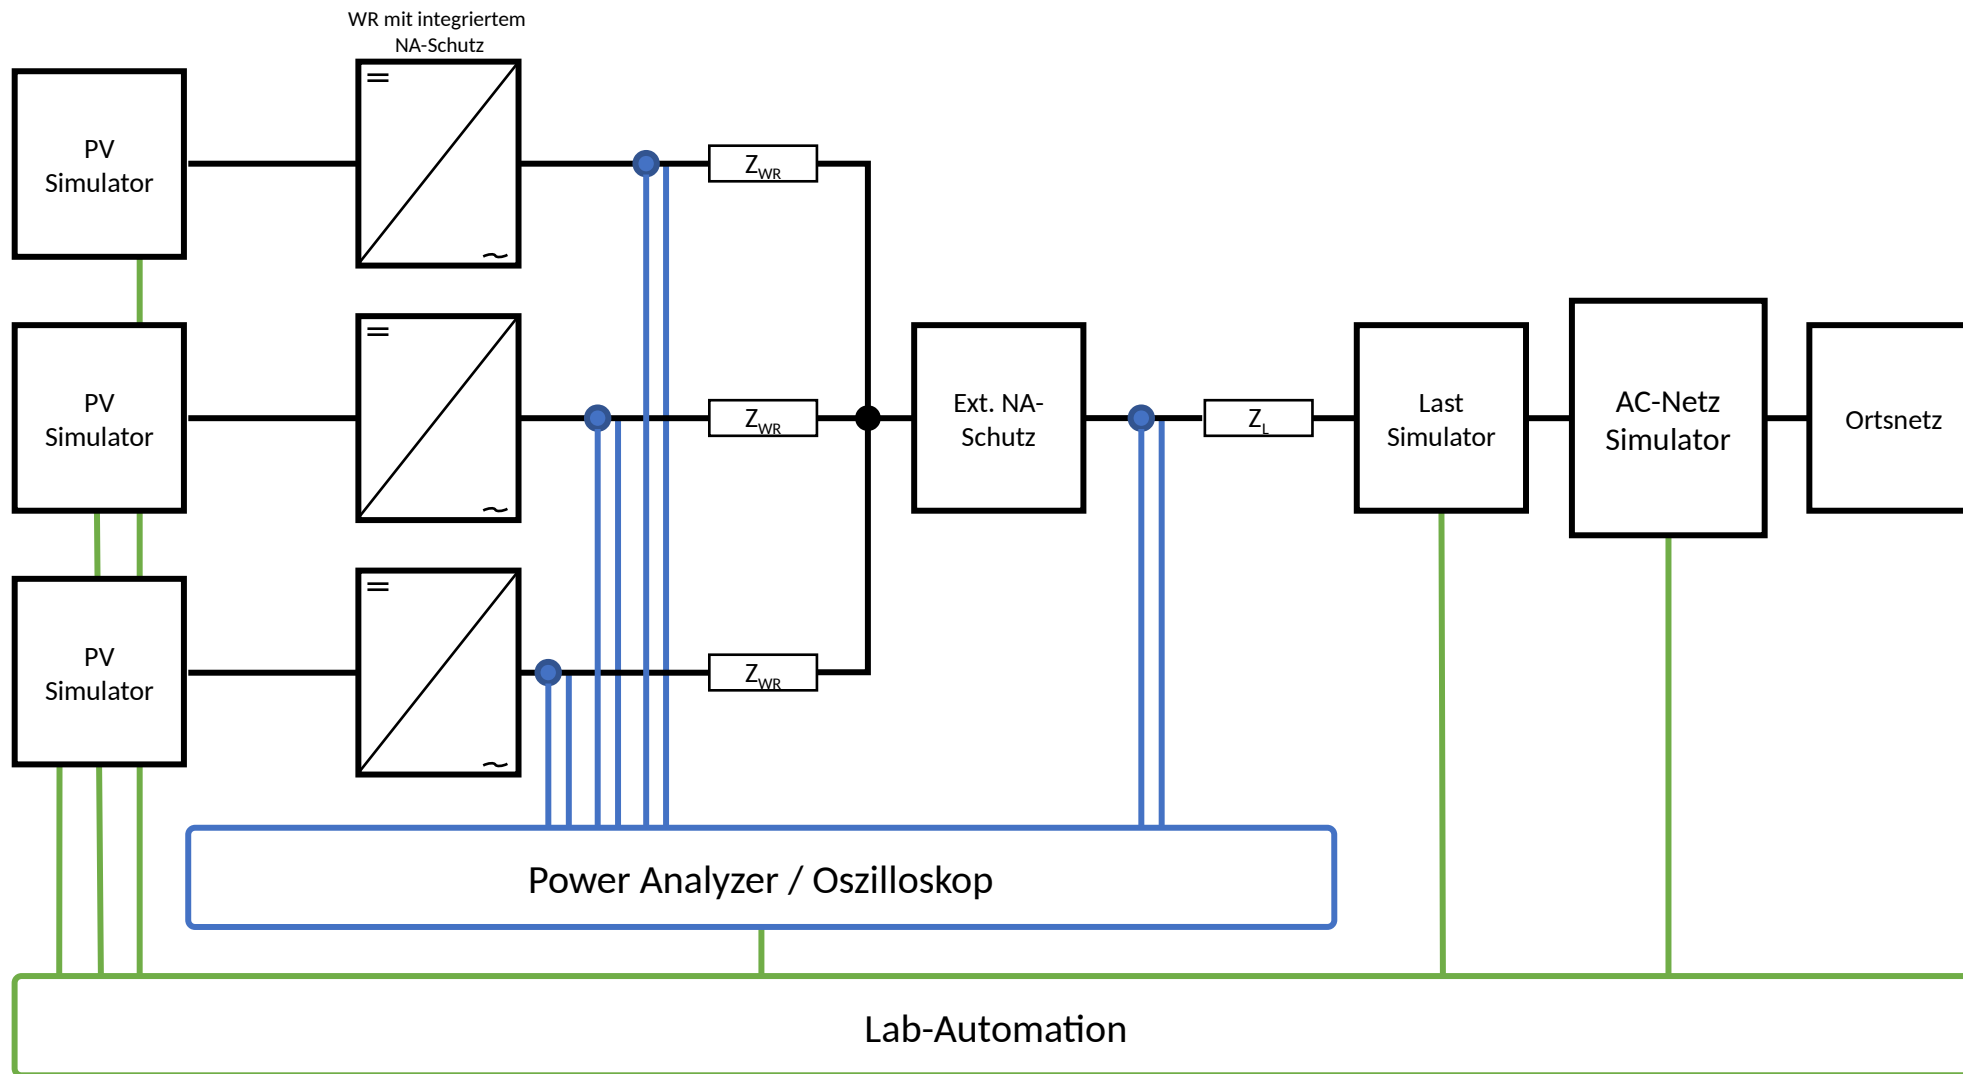 WR mit integriertem
NA-Schutz
PV
Simulator
=
~
Z_WR
PV
Simulator
=
~
Z_WR
Ext. NA-
Schutz
Z_L
Last
Simulator
AC-Netz
Simulator
Ortsnetz
PV
Simulator
=
~
Z_WR
Power Analyzer / Oszilloskop
Lab-Automation